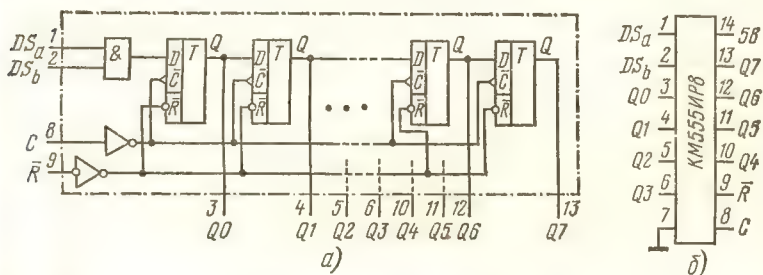 DSa 1
DSb 2
&
D T Q
C̄
R̄
D T Q
C̄
R̄
D T Q
C̄
R̄
D T Q
C̄
R̄
C 8
R̄ 9
3 4 5 6 10 11 12 13
Q0 Q1 Q2 Q3 Q4 Q5 Q6 Q7
а)
КМ555ИР8
DSa 1
DSb 2
Q0 3
Q1 4
Q2 5
Q3 6
7
14 5В
13 Q7
12 Q6
11 Q5
10 Q4
9 R̄
8 C
б)